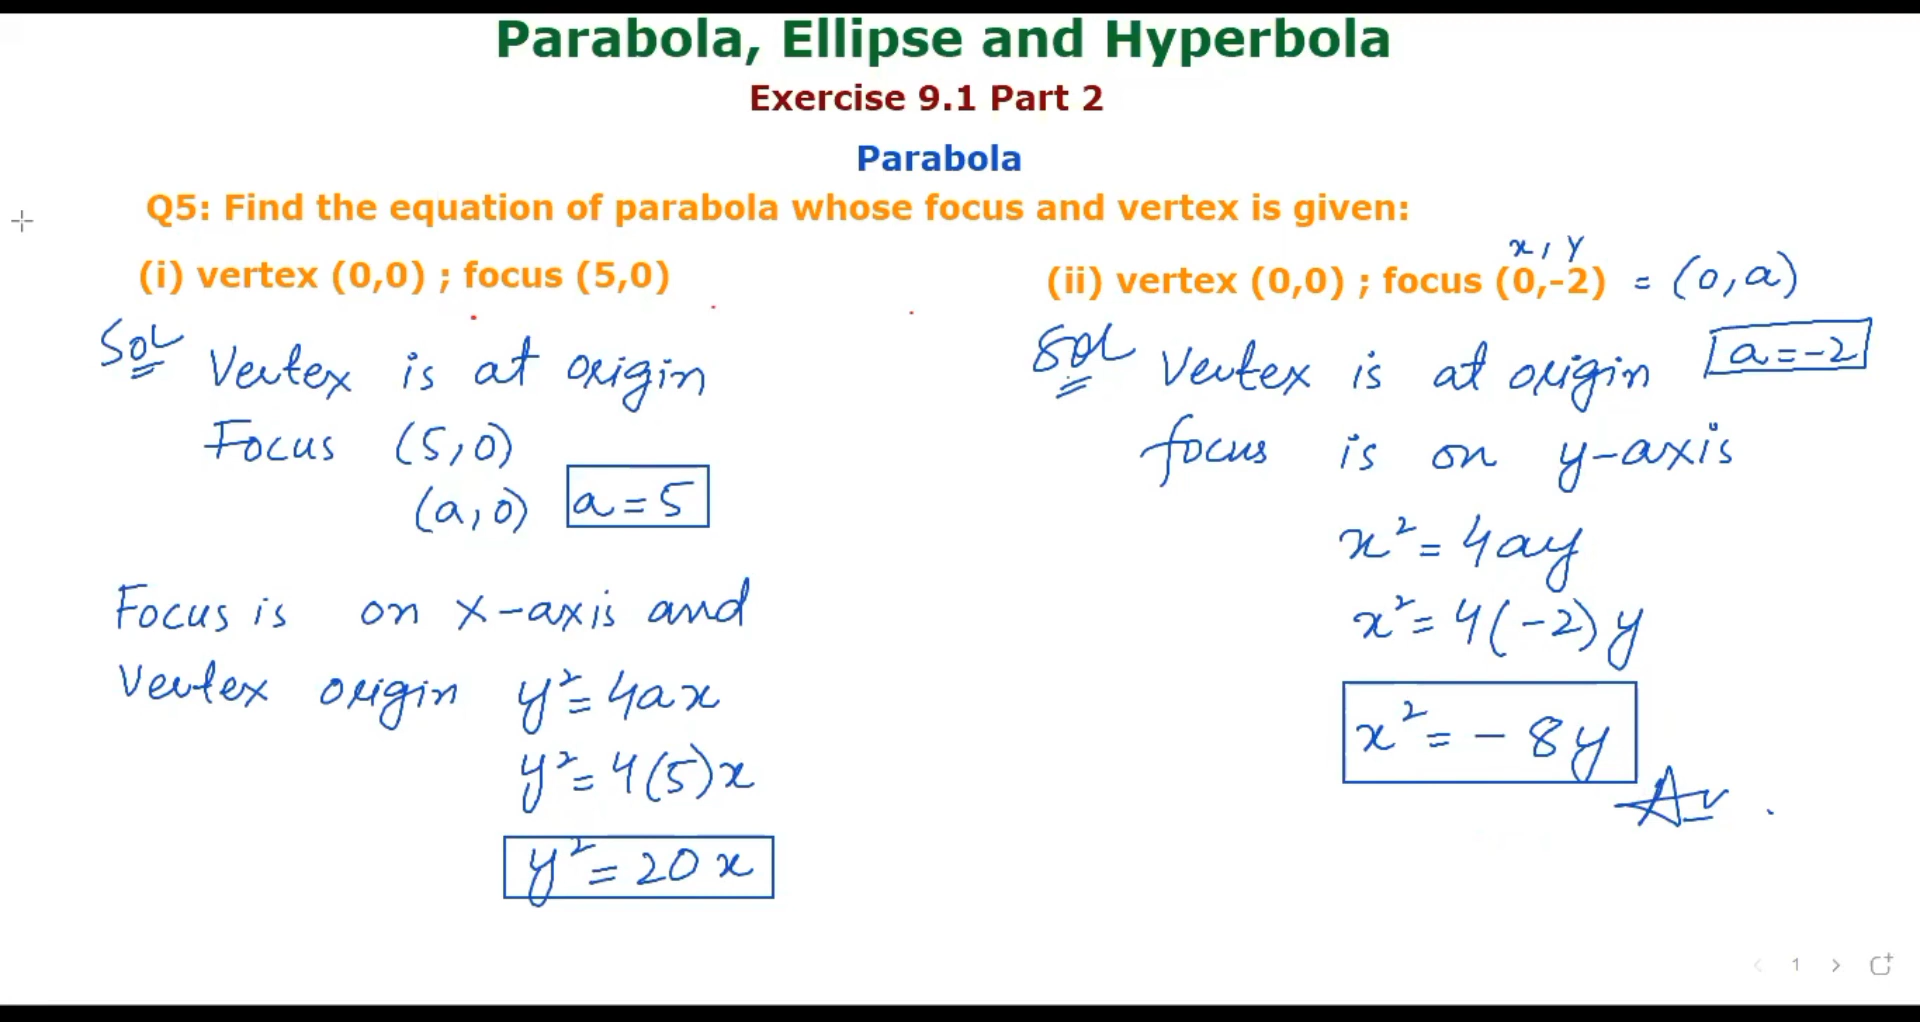 Parabola, Ellipse and Hyperbola
Exercise 9.1 Part 2
Parabola
Q5: Find the equation of parabola whose focus and vertex is given:
(i) vertex (0,0) ; focus (5,0)
Sol
Vertex is at origin
Focus (5,0)
(a,0) a = 5
Focus is on x-axis and
Vertex origin y² = 4ax
y² = 4(5)x
y² = 20x
x, y
(ii) vertex (0,0) ; focus (0,-2) = (0,a)
Sol
Vertex is at origin a = -2
focus is on y-axis
x² = 4ay
x² = 4(-2)y
x² = -8y
1